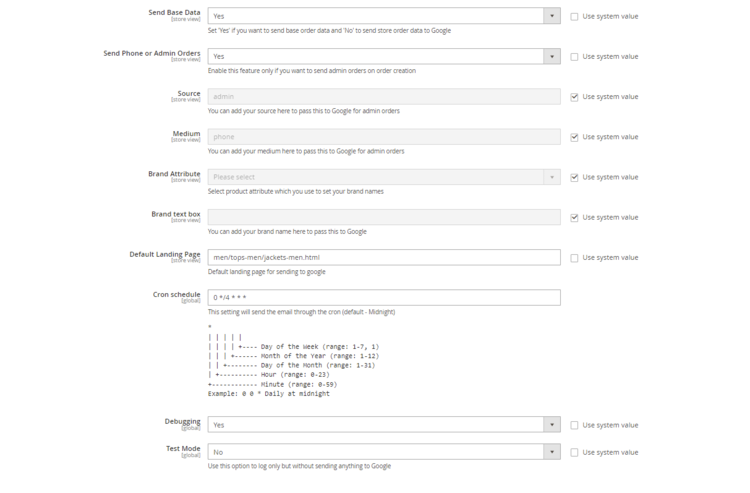 Send Base Data
[store view]
Yes
Use system value
Set 'Yes' if you want to send base order data and 'No' to send store order data to Google
Send Phone or Admin Orders
[store view]
Yes
Use system value
Enable this feature only if you want to send admin orders on order creation
Source
[store view]
admin
Use system value
You can add your source here to pass this to Google for admin orders
Medium
[store view]
phone
Use system value
You can add your medium here to pass this to Google for admin orders
Brand Attribute
[store view]
Please select
Use system value
Select product attribute which you use to set your brand names
Brand text box
[store view]
Use system value
You can add your brand name here to pass this to Google
Default Landing Page
[store view]
men/tops-men/jackets-men.html
Use system value
Default landing page for sending to google
Cron schedule
[global]
0 */4 * * *
This setting will send the email through the cron (default - Midnight)
*
| | | | |
| | | | +---- Day of the Week (range: 1-7, 1)
| | | +------ Month of the Year (range: 1-12)
| | +-------- Day of the Month (range: 1-31)
| +---------- Hour (range: 0-23)
+------------ Minute (range: 0-59)
Example: 0 0 * Daily at midnight
Debugging
[global]
Yes
Use system value
Test Mode
[global]
No
Use system value
Use this option to log only but without sending anything to Google